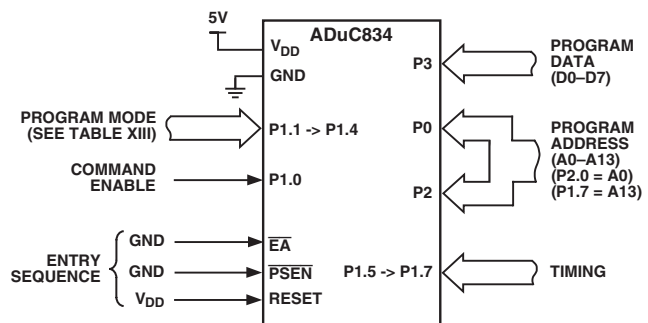 5V
ADuC834
VDD
GND
P3
PROGRAM
DATA
(D0–D7)
PROGRAM MODE
(SEE TABLE XIII)
P1.1 -> P1.4
P0
PROGRAM
ADDRESS
(A0–A13)
(P2.0 = A0)
(P1.7 = A13)
COMMAND
ENABLE
P1.0
P2
ENTRY
SEQUENCE
GND
EA
GND
PSEN
P1.5 -> P1.7
TIMING
VDD
RESET